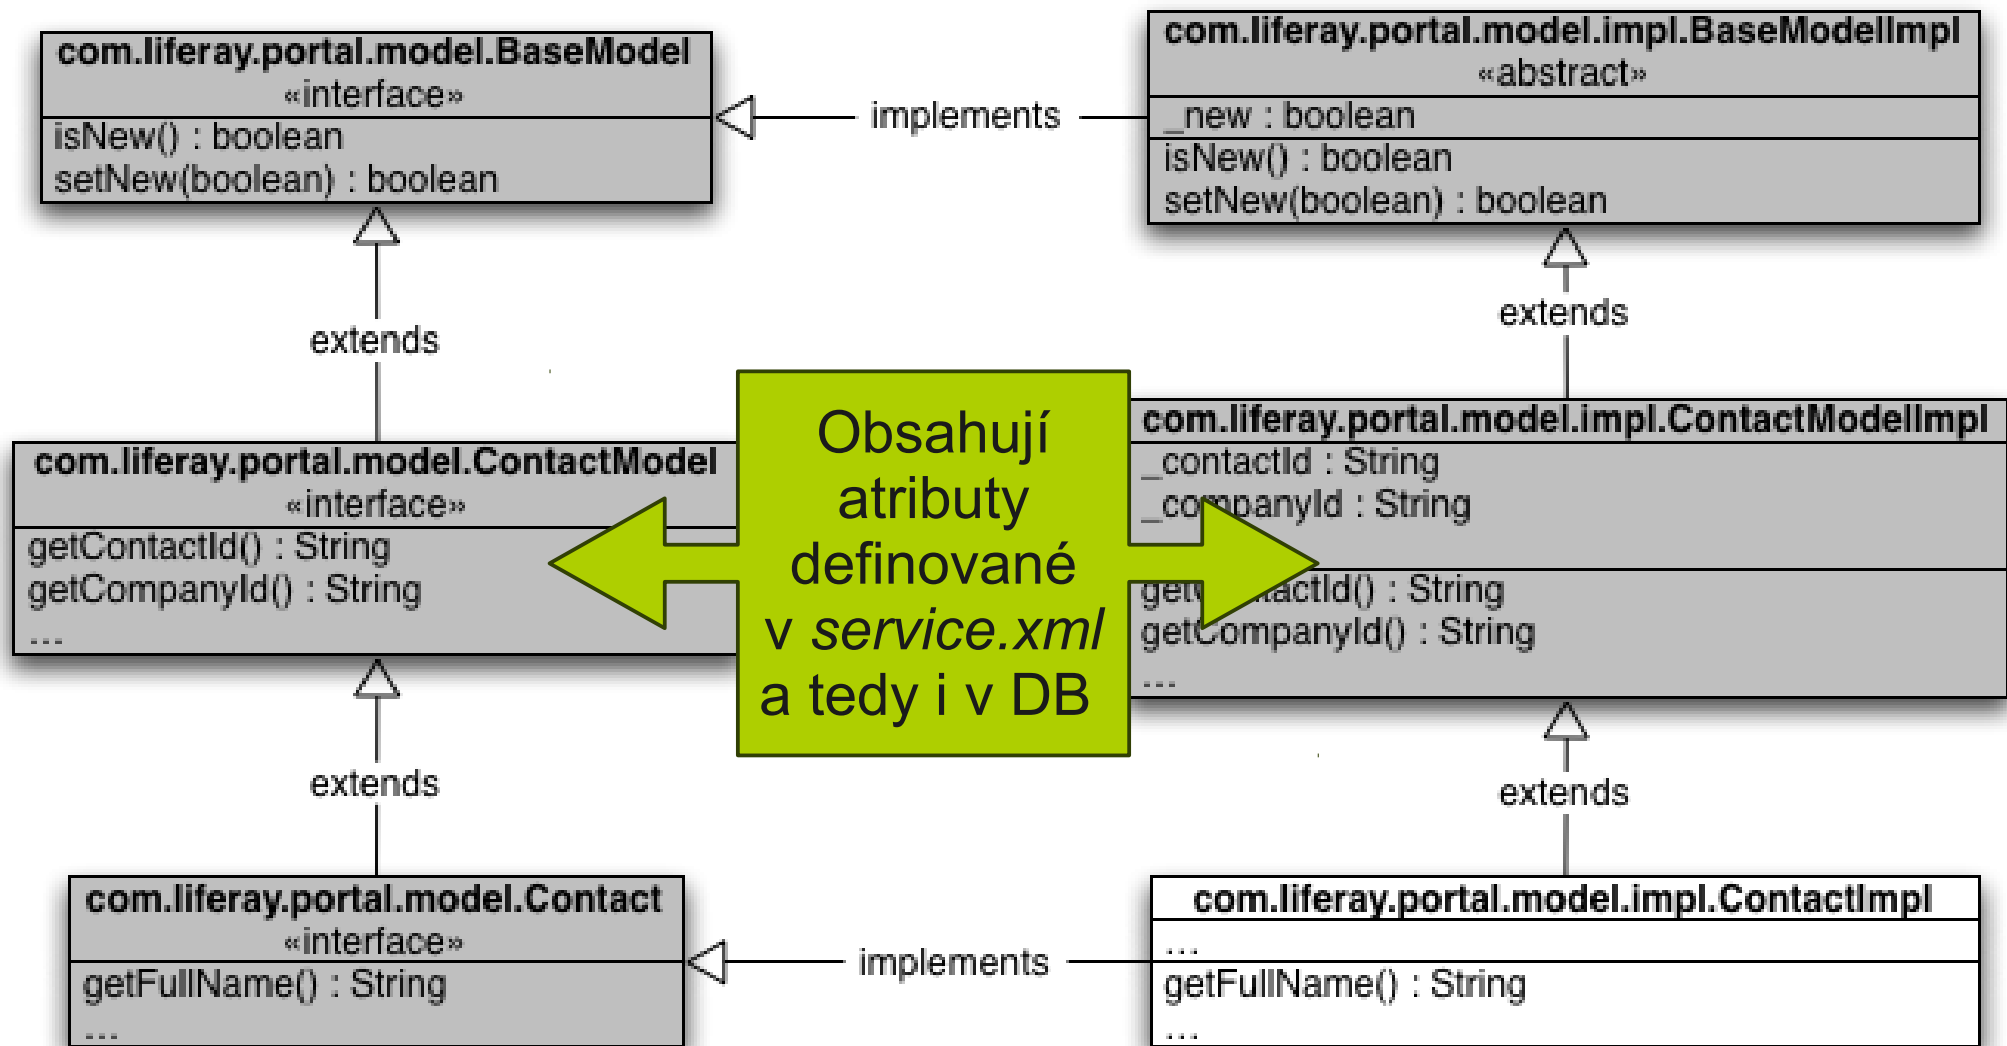 com.liferay.portal.model.BaseModel
«interface»
isNew() : boolean
setNew(boolean) : boolean
implements
com.liferay.portal.model.impl.BaseModelImpl
«abstract»
_new : boolean
isNew() : boolean
setNew(boolean) : boolean
extends
extends
com.liferay.portal.model.ContactModel
«interface»
getContactId() : String
getCompanyId() : String
...
Obsahují
atributy
definované
v service.xml
a tedy i v DB
com.liferay.portal.model.impl.ContactModelImpl
_contactId : String
_companyId : String
getContactId() : String
getCompanyId() : String
...
extends
extends
com.liferay.portal.model.Contact
«interface»
getFullName() : String
...
implements
com.liferay.portal.model.impl.ContactImpl
...
getFullName() : String
...